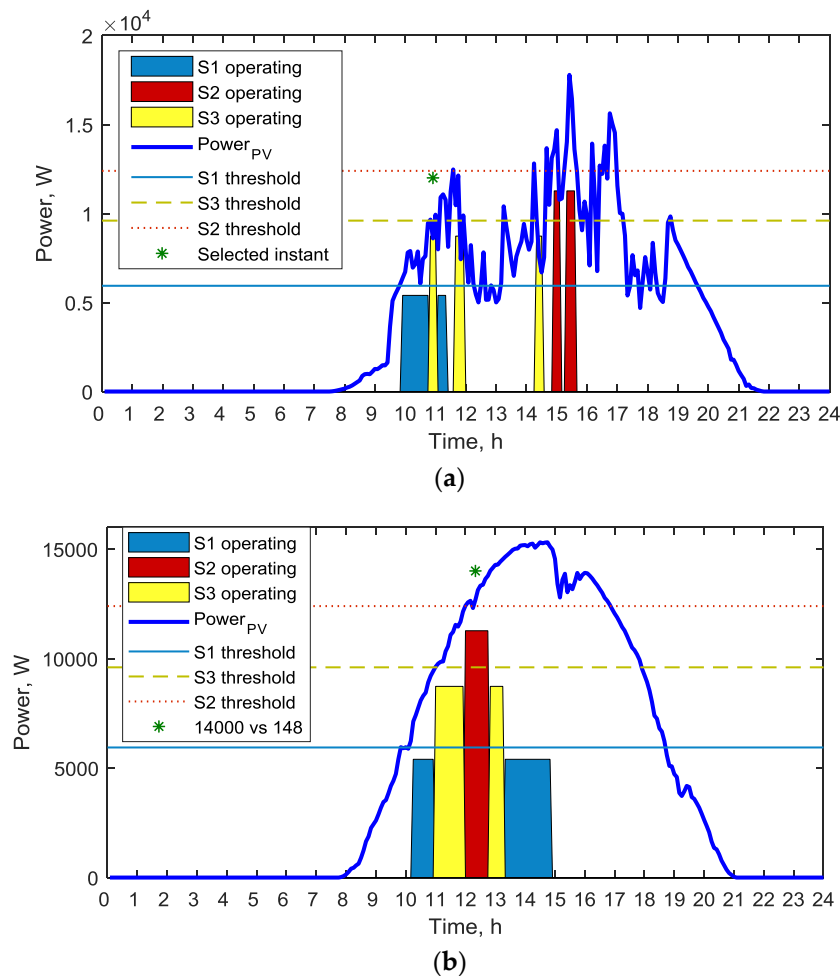 ×10⁴
2
1.5
1
0.5
0
Power, W
S1 operating
S2 operating
S3 operating
Power_PV
S1 threshold
S3 threshold
S2 threshold
Selected instant
0 1 2 3 4 5 6 7 8 9 10 11 12 13 14 15 16 17 18 19 20 21 22 23 24
Time, h
(a)
15000
10000
5000
0
Power, W
S1 operating
S2 operating
S3 operating
Power_PV
S1 threshold
S3 threshold
S2 threshold
14000 vs 148
0 1 2 3 4 5 6 7 8 9 10 11 12 13 14 15 16 17 18 19 20 21 22 23 24
Time, h
(b)